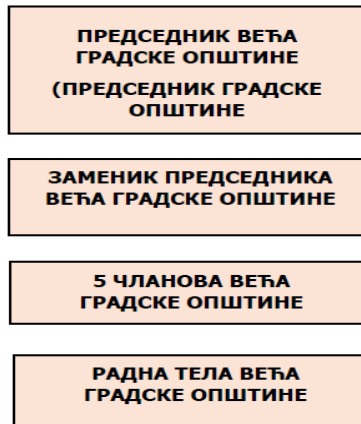 ПРЕДСЕДНИК ВЕЋА
ГРАДСКЕ ОПШТИНЕ
(ПРЕДСЕДНИК ГРАДСКЕ
ОПШТИНЕ
ЗАМЕНИК ПРЕДСЕДНИКА
ВЕЋА ГРАДСКЕ ОПШТИНЕ
5 ЧЛАНОВА ВЕЋА
ГРАДСКЕ ОПШТИНЕ
РАДНА ТЕЛА ВЕЋА
ГРАДСКЕ ОПШТИНЕ